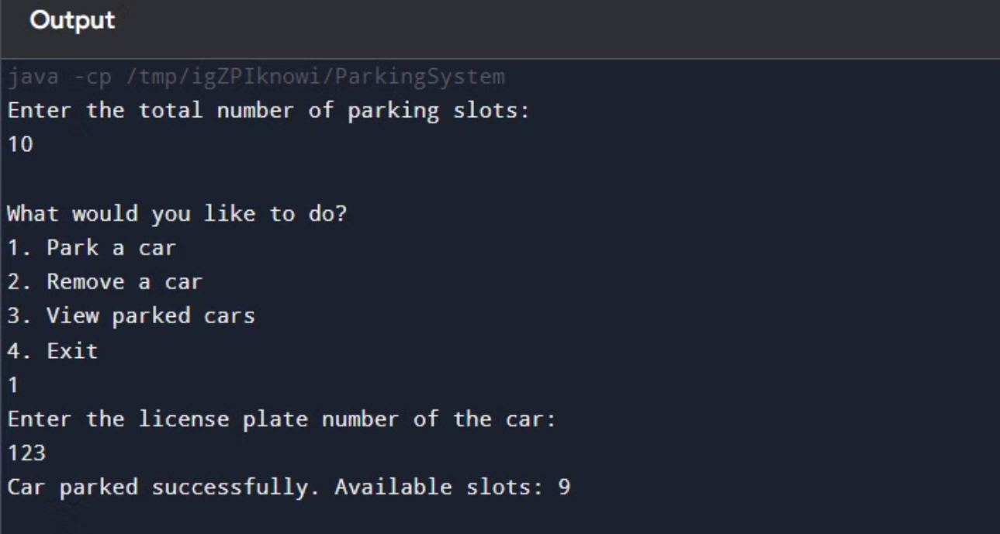 Output
java -cp /tmp/igZPIknowi/ParkingSystem
Enter the total number of parking slots:
10
What would you like to do?
1. Park a car
2. Remove a car
3. View parked cars
4. Exit
1
Enter the license plate number of the car:
123
Car parked successfully. Available slots: 9